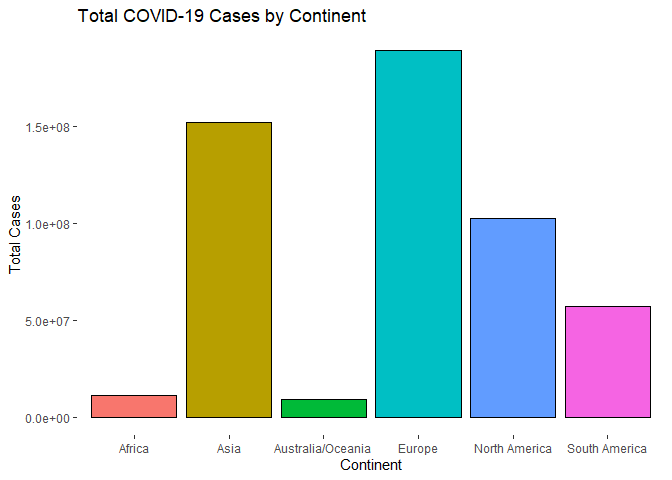 Total COVID-19 Cases by Continent
Total Cases
1.5e+08
1.0e+08
5.0e+07
0.0e+00
Africa Asia Australia/Oceania Europe North America South America
Continent